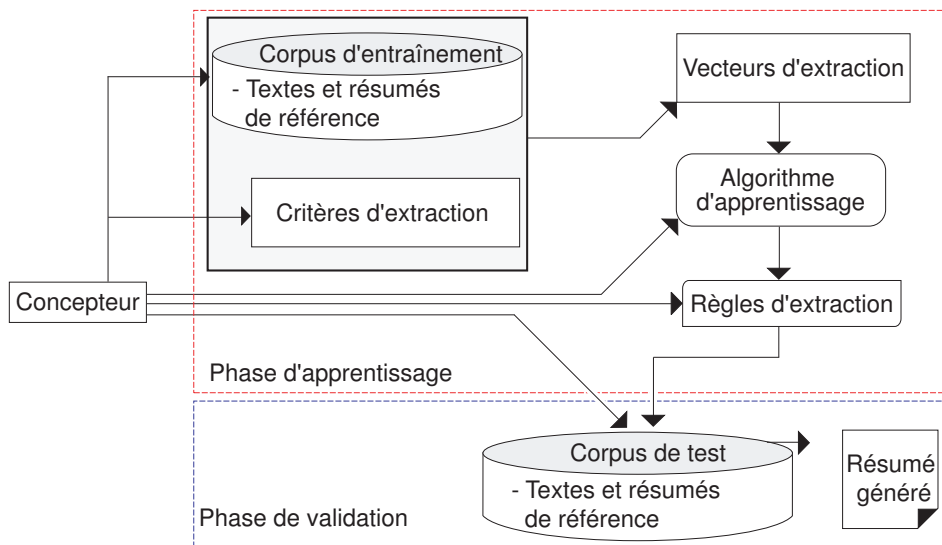 Corpus d'entraînement
- Textes et résumés
de référence
Vecteurs d'extraction
Algorithme
d'apprentissage
Critères d'extraction
Concepteur
Règles d'extraction
Phase d'apprentissage
Corpus de test
- Textes et résumés
de référence
Résumé
généré
Phase de validation